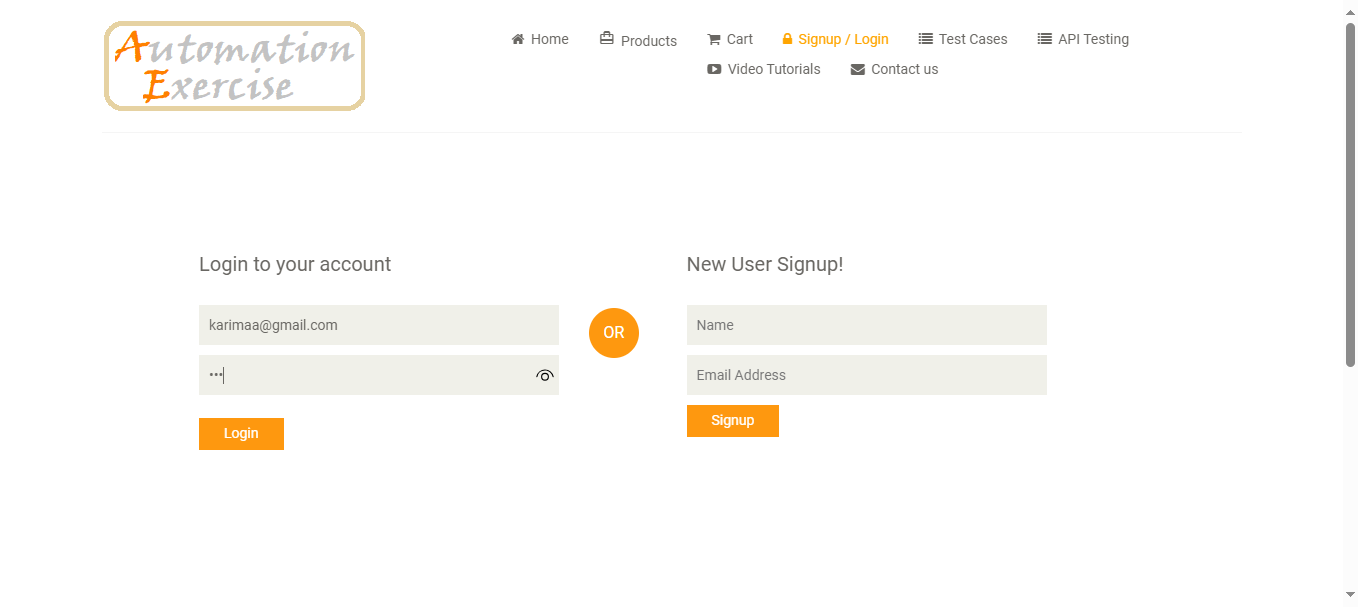 Automation
Exercise
Home
Products
Cart
Signup / Login
Test Cases
API Testing
Video Tutorials
Contact us
Login to your account
karimaa@gmail.com
•••
Login
OR
New User Signup!
Name
Email Address
Signup